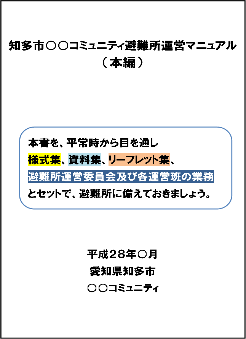 知多市〇〇コミュニティ避難所運営マニュアル
（本編）
本書を、平常時から目を通し
様式集、資料集、リーフレット集、
避難所運営委員会及び各運営班の業務
とセットで、避難所に備えておきましょう。
平成28年〇月
愛知県知多市
〇〇コミュニティ